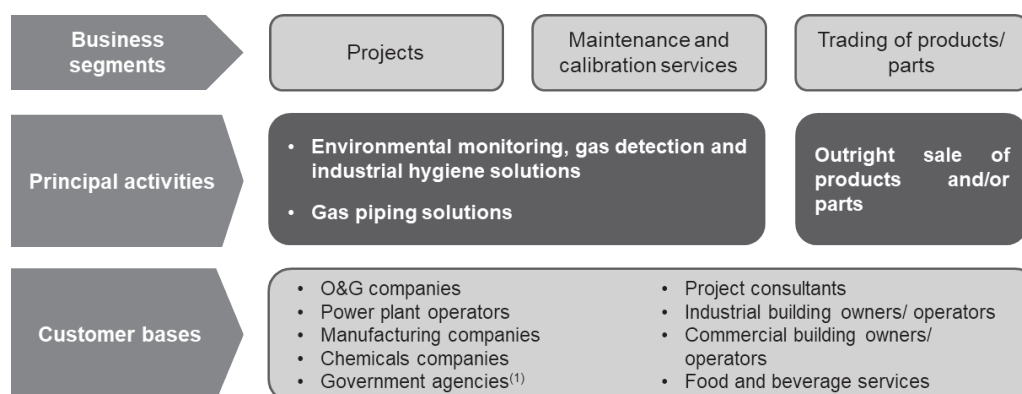 Business
segments
Projects
Maintenance and
calibration services
Trading of products/
parts
Principal activities
• Environmental monitoring, gas detection and
industrial hygiene solutions
• Gas piping solutions
Outright sale of
products and/or
parts
Customer bases
• O&G companies
• Power plant operators
• Manufacturing companies
• Chemicals companies
• Government agencies(1)
• Project consultants
• Industrial building owners/ operators
• Commercial building owners/
operators
• Food and beverage services